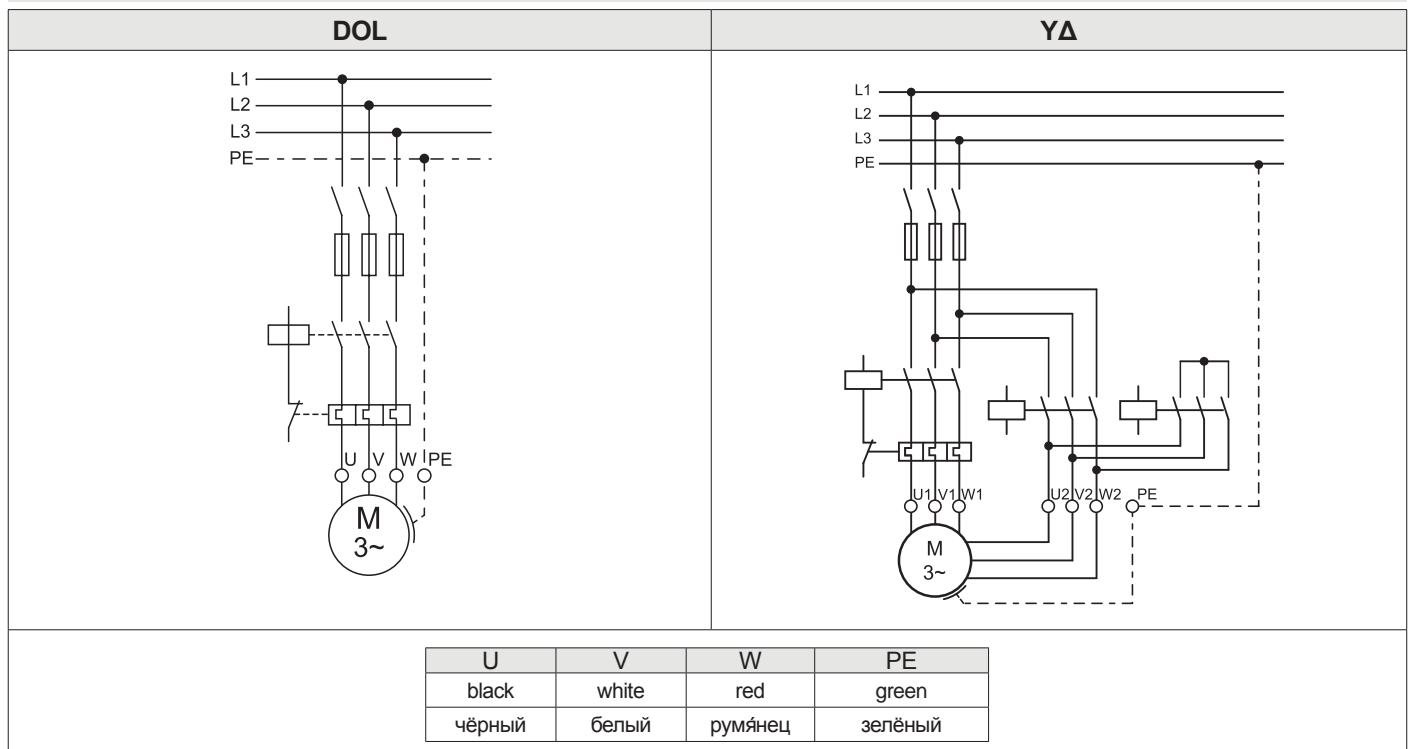 DOL YΔ
L1
L2
L3
PE
U V W PE
M
3~
L1
L2
L3
PE
U1 V1 W1 U2 V2 W2 PE
M
3~
U V W PE
black white red green
чёрный белый румя́нец зелёный